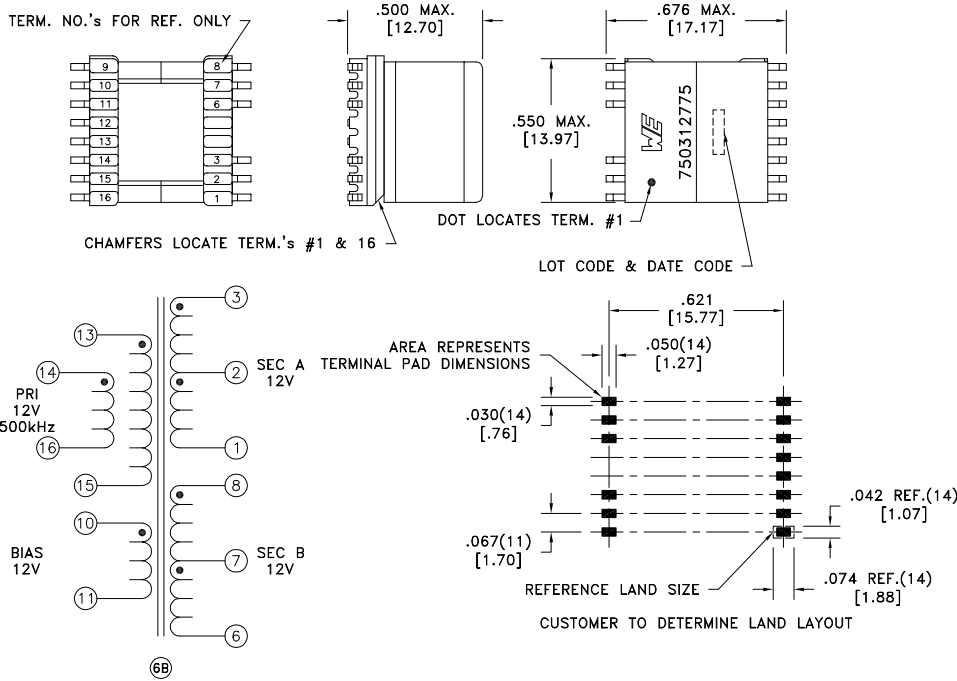 TERM. NO.'s FOR REF. ONLY
9
10
11
12
13
14
15
16
8
7
6
3
2
1
.500 MAX.
[12.70]
.676 MAX.
[17.17]
.550 MAX.
[13.97]
WE
750312775
DOT LOCATES TERM. #1
CHAMFERS LOCATE TERM.'s #1 & 16
LOT CODE & DATE CODE
13
14
PRI
12V
500kHz
16
15
10
BIAS
12V
11
3
2
SEC A
12V
1
8
7
SEC B
12V
6
6B
.621
[15.77]
AREA REPRESENTS
TERMINAL PAD DIMENSIONS
.050(14)
[1.27]
.030(14)
[.76]
.067(11)
[1.70]
.042 REF.(14)
[1.07]
REFERENCE LAND SIZE
.074 REF.(14)
[1.88]
CUSTOMER TO DETERMINE LAND LAYOUT